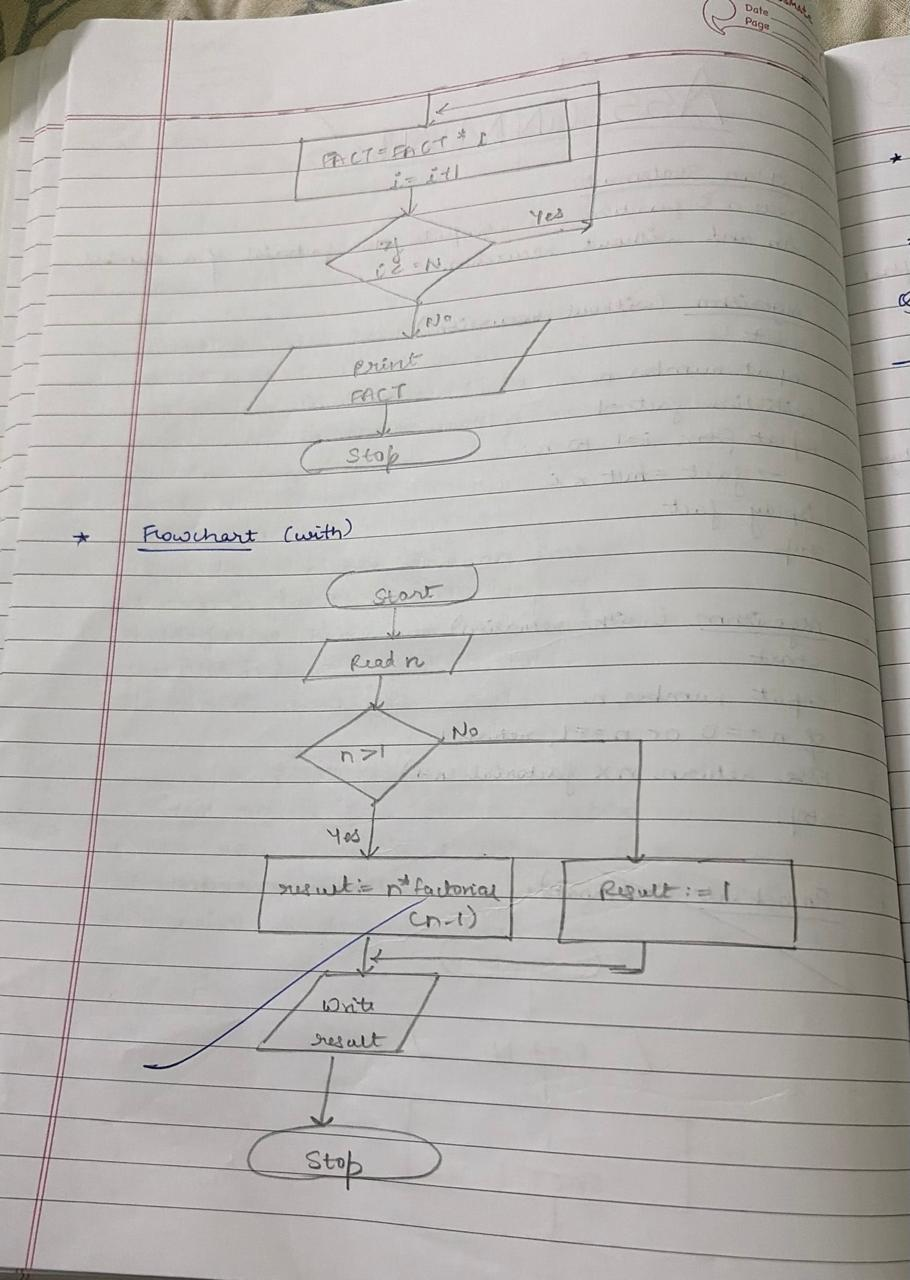 Date
Page
FACT=FACT * i
i = i+1
Yes
If
i <= N
No
Print
FACT
Stop
* Flowchart (with)
Start
Read n
No
n>1
Yes
result:= n*factorial
(n-1)
Result:= 1
Write
result
Stop